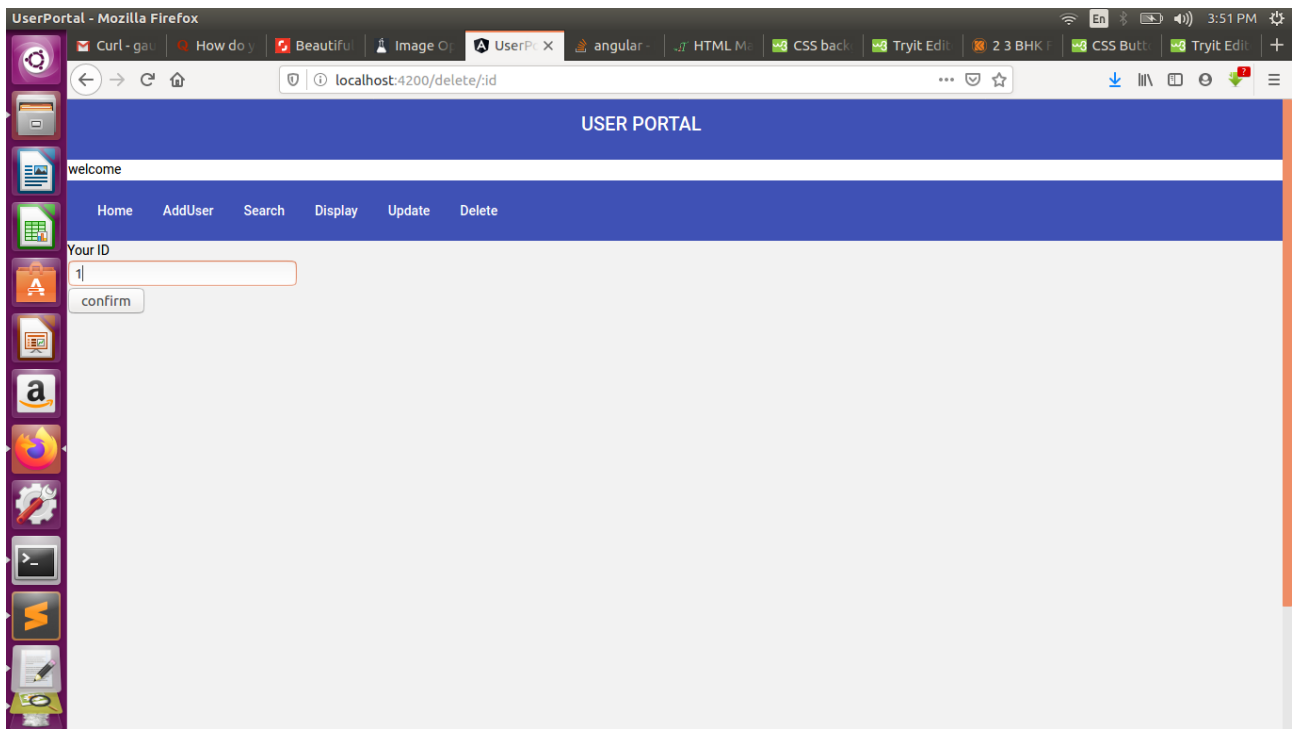 UserPortal - Mozilla Firefox
En 3:51 PM
Curl - gau How do y Beautiful Image Op UserPo angular - HTML Ma CSS back Tryit Edit 2 3 BHK F CSS Butt Tryit Edit
localhost:4200/delete/:id
USER PORTAL
welcome
Home AddUser Search Display Update Delete
Your ID
1
confirm